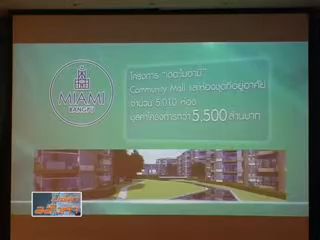 MIAMI
BANGPU
โครงการ "เดอะไมอามี่"
Community Mall และห้องชุดที่อยู่อาศัย
จำนวน 5,010 ห้อง
มูลค่าโครงการกว่า 5,500 ล้านบาท